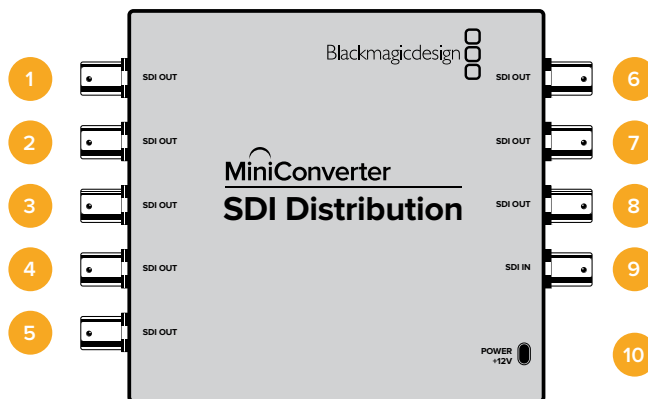 Blackmagicdesign
1 SDI OUT SDI OUT 6
2 SDI OUT SDI OUT 7
MiniConverter
3 SDI OUT SDI Distribution SDI OUT 8
4 SDI OUT SDI IN 9
5 SDI OUT
POWER
+12V
10